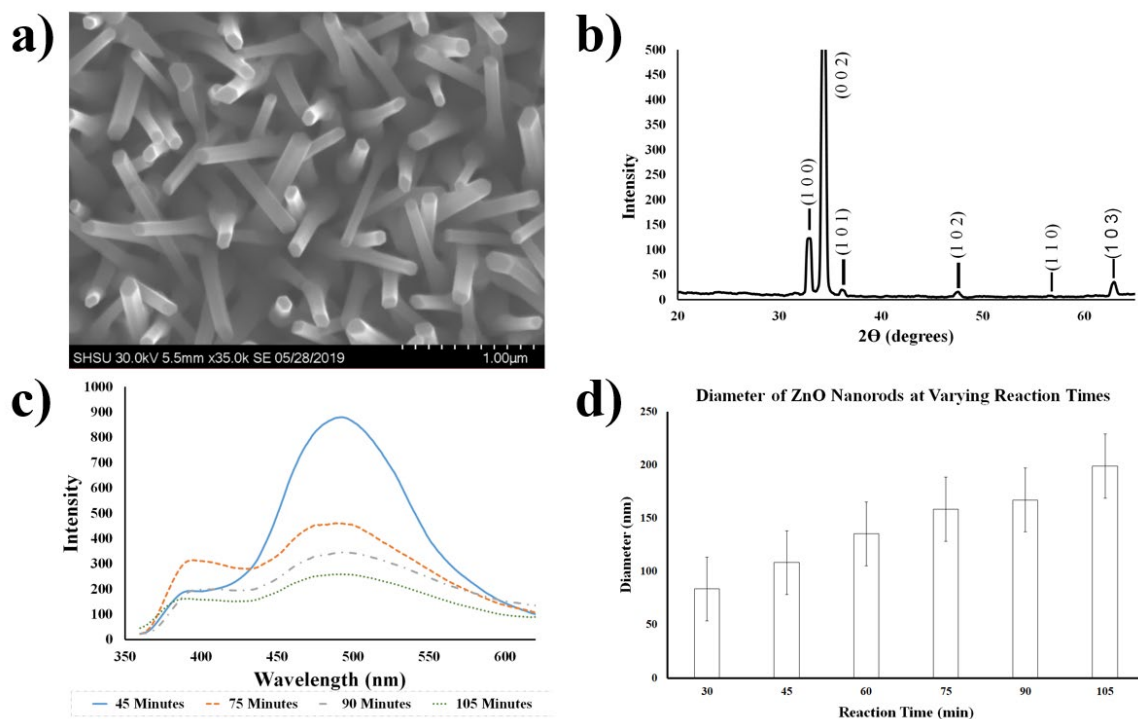 a)
SHSU 30.0kV 5.5mm x35.0k SE 05/28/2019 1.00µm
b)
500
450
400
350
300
250
200
150
100
50
0
Intensity
(1 0 0)
(0 0 2)
(1 0 1)
(1 0 2)
(1 1 0)
(1 0 3)
20 30 40 50 60
2Ɵ (degrees)
c)
1000
900
800
700
600
500
400
300
200
100
0
Intensity
350 400 450 500 550 600
Wavelength (nm)
45 Minutes 75 Minutes 90 Minutes 105 Minutes
d)
Diameter of ZnO Nanorods at Varying Reaction Times
250
200
150
100
50
0
Diameter (nm)
30 45 60 75 90 105
Reaction Time (min)